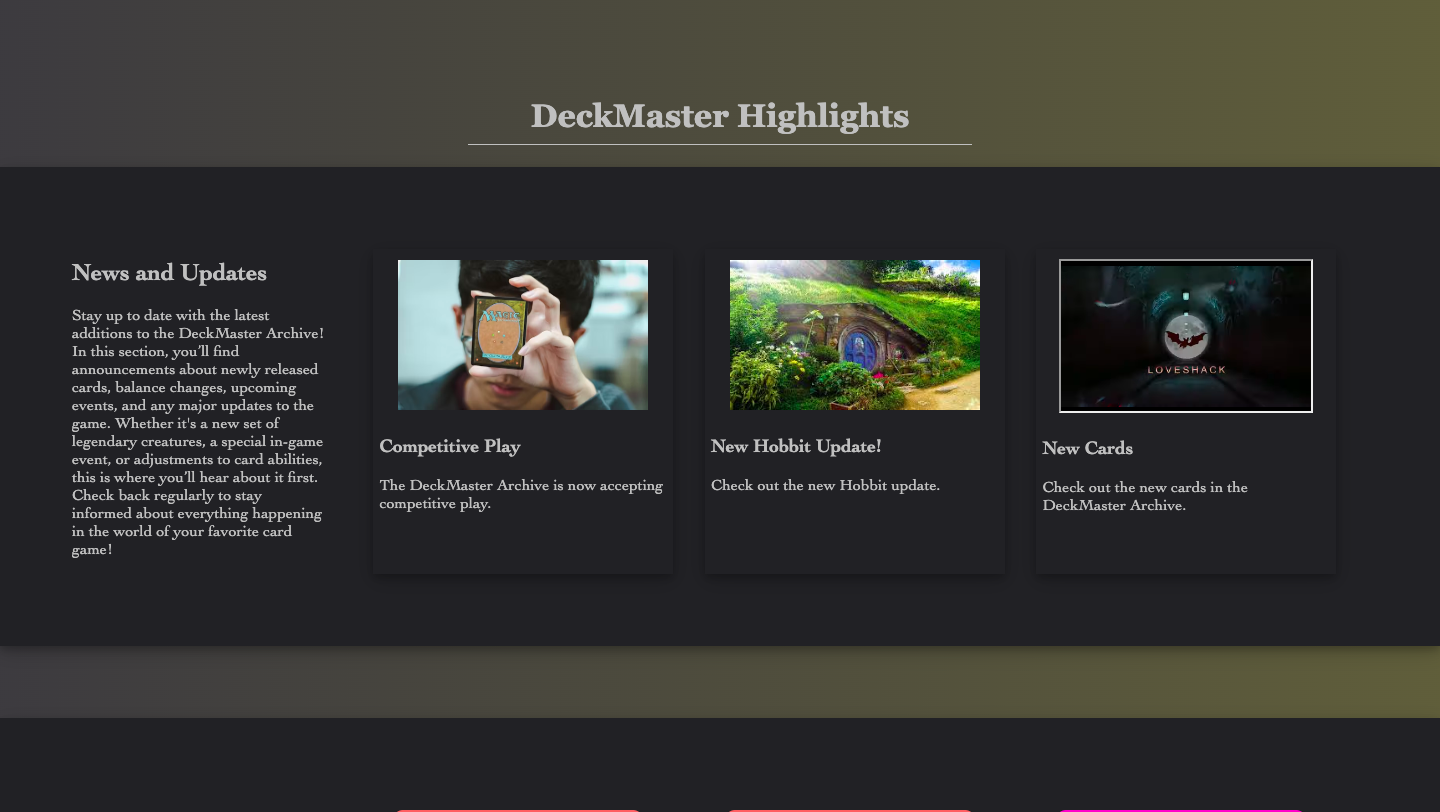 DeckMaster Highlights
News and Updates
Stay up to date with the latest
additions to the DeckMaster Archive!
In this section, you’ll find
announcements about newly released
cards, balance changes, upcoming
events, and any major updates to the
game. Whether it's a new set of
legendary creatures, a special in-game
event, or adjustments to card abilities,
this is where you’ll hear about it first.
Check back regularly to stay
informed about everything happening
in the world of your favorite card
game!
Magic
Competitive Play
The DeckMaster Archive is now accepting
competitive play.
New Hobbit Update!
Check out the new Hobbit update.
LOVESHACK
New Cards
Check out the new cards in the
DeckMaster Archive.